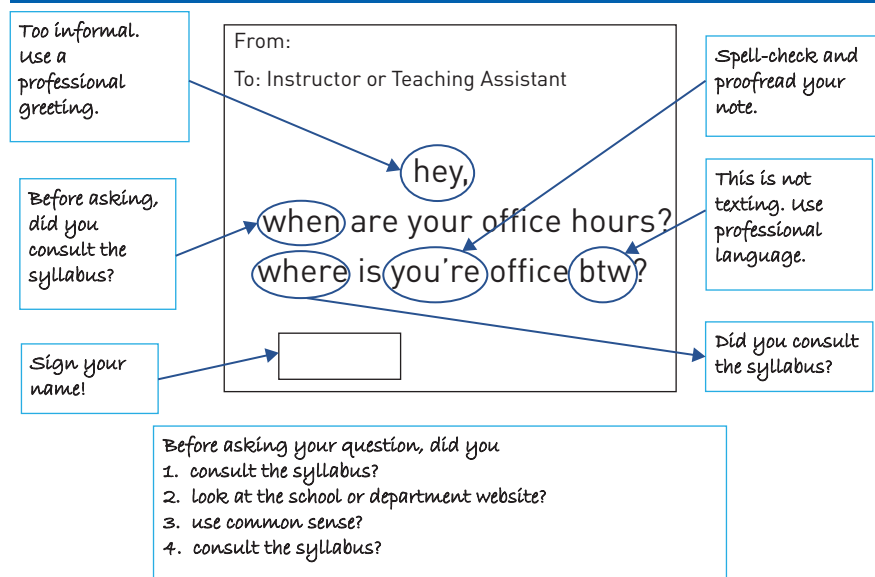 Too informal.
Use a
professional
greeting.
From:
To: Instructor or Teaching Assistant
Spell-check and
proofread your
note.
hey,
Before asking,
did you
consult the
syllabus?
when are your office hours?
where is you're office btw?
This is not
texting. Use
professional
language.
Sign your
name!
Did you consult
the syllabus?
Before asking your question, did you
1. consult the syllabus?
2. look at the school or department website?
3. use common sense?
4. consult the syllabus?